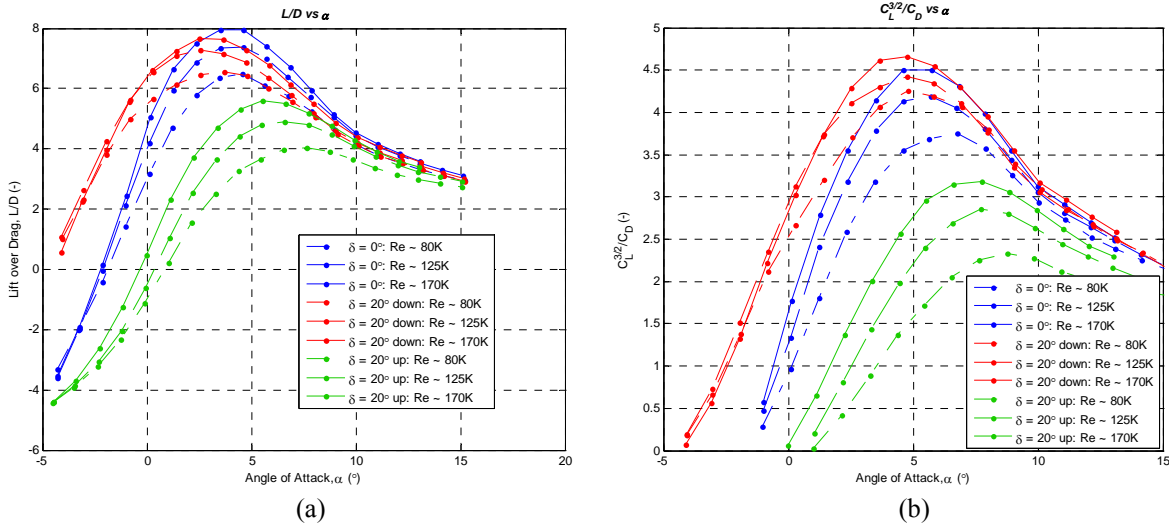 L/D vs α
Lift over Drag, L/D (-)
8
6
4
2
0
-2
-4
-6
-5
0
5
10
15
20
Angle of Attack,α (°)
δ = 0°: Re ~ 80K
δ = 0°: Re ~ 125K
δ = 0°: Re ~ 170K
δ = 20° down: Re ~ 80K
δ = 20° down: Re ~ 125K
δ = 20° down: Re ~ 170K
δ = 20° up: Re ~ 80K
δ = 20° up: Re ~ 125K
δ = 20° up: Re ~ 170K
(a)
C_L^3/2/C_D vs α
C_L^3/2/C_D (-)
5
4.5
4
3.5
3
2.5
2
1.5
1
0.5
0
-5
0
5
10
15
Angle of Attack,α (°)
δ = 0°: Re ~ 80K
δ = 0°: Re ~ 125K
δ = 0°: Re ~ 170K
δ = 20° down: Re ~ 80K
δ = 20° down: Re ~ 125K
δ = 20° down: Re ~ 170K
δ = 20° up: Re ~ 80K
δ = 20° up: Re ~ 125K
δ = 20° up: Re ~ 170K
(b)